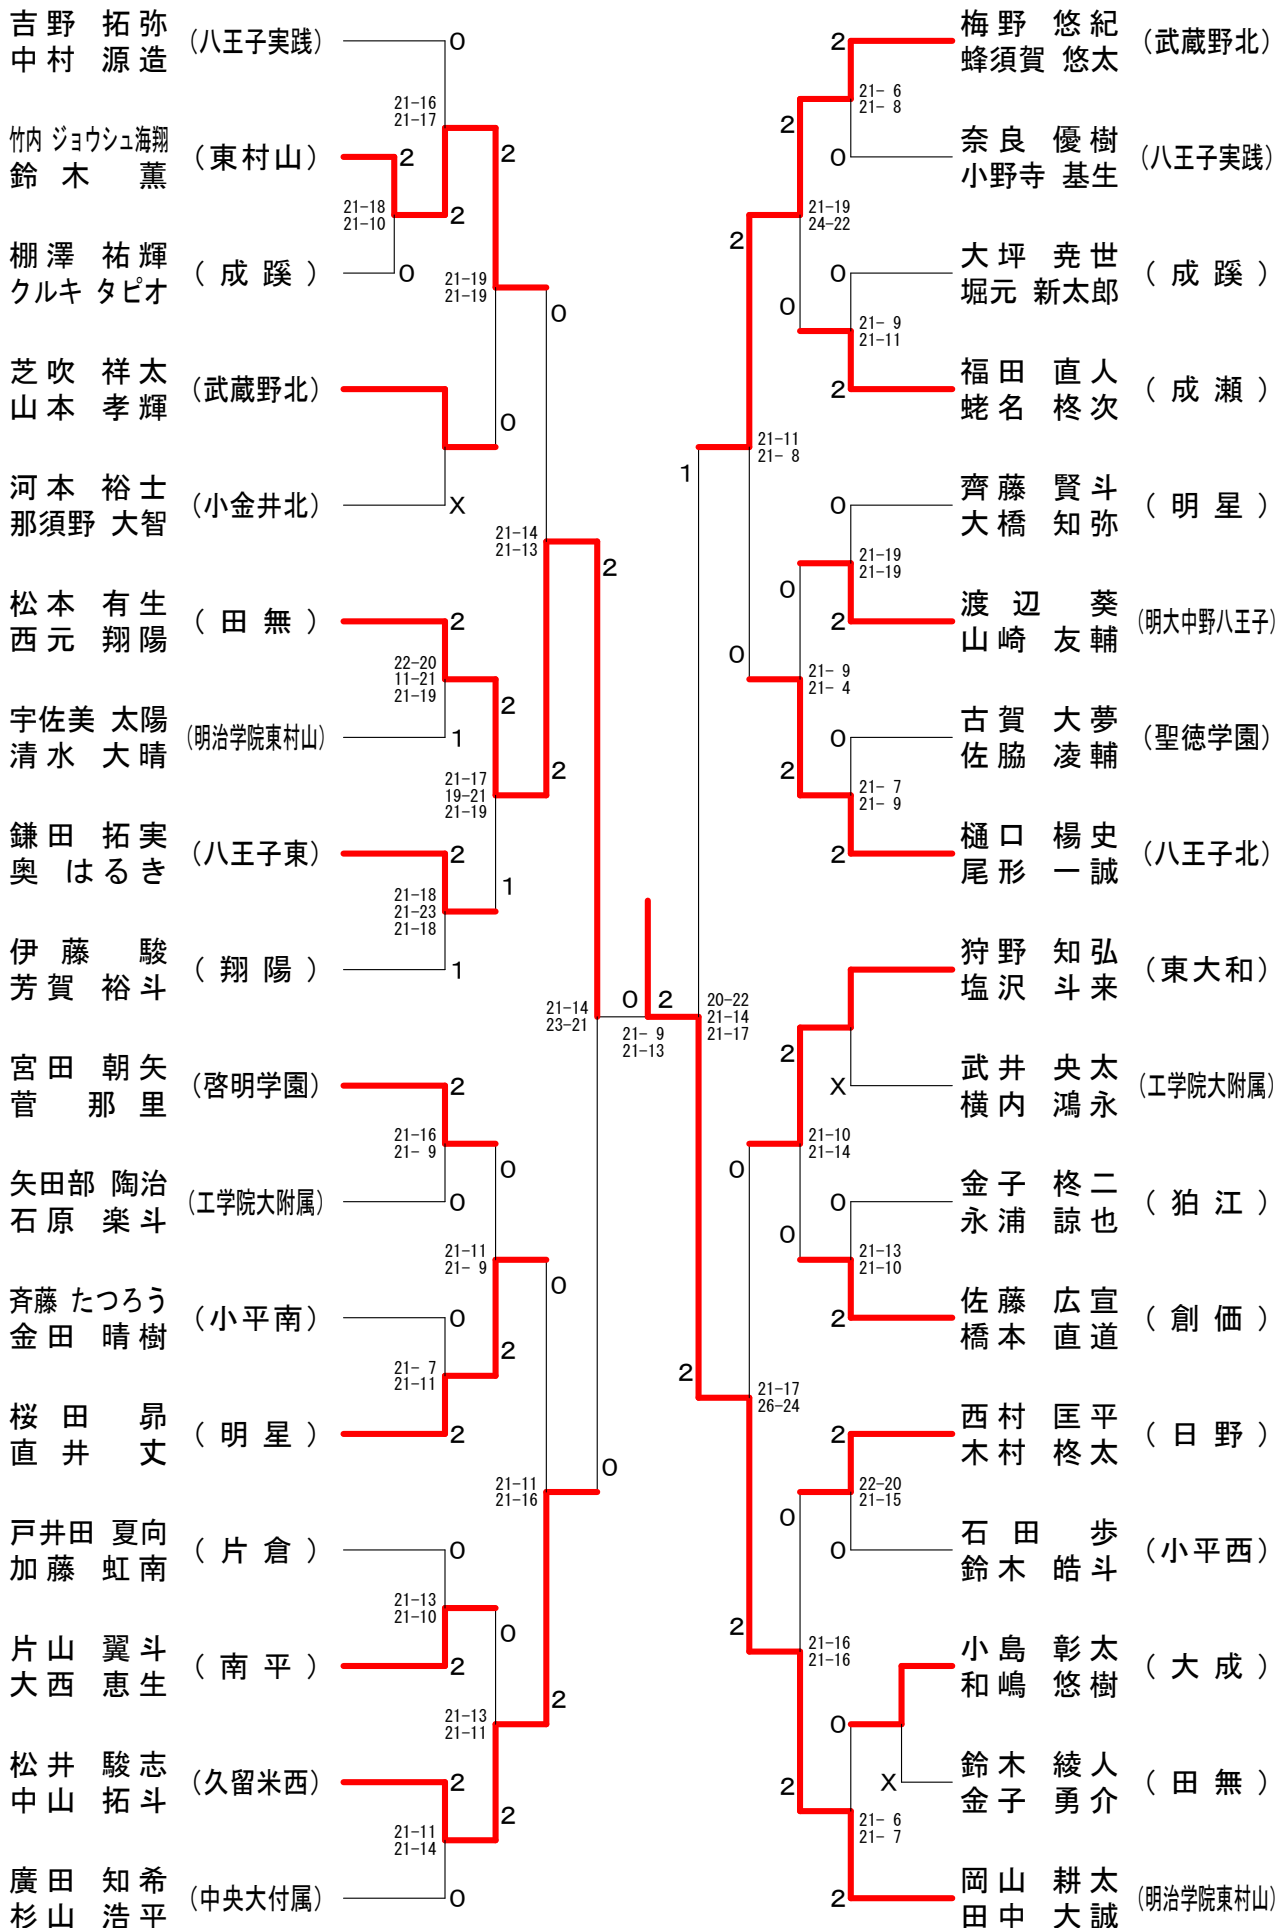 吉野 拓弥
中村 源造
(八王子実践)
0
21-16
21-17
竹内 ジョウシュ海翔
鈴木 薫
(東村山)
2
2
21-18
21-10
2
棚澤 祐輝
クルキ タピオ
(成蹊)
0
21-19
21-19
0
芝吹 祥太
山本 孝輝
(武蔵野北)
0
河本 裕士
那須野 大智
(小金井北)
X
21-14
21-13
2
松本 有生
西元 翔陽
(田無)
2
22-20
11-21
21-19
2
宇佐美 太陽
清水 大晴
(明治学院東村山)
1
21-17
19-21
21-19
2
鎌田 拓実
奥 はるき
(八王子東)
2
21-18
21-23
21-18
1
伊藤 駿
芳賀 裕斗
(翔陽)
1
21-14
23-21
0
2
21- 9
21-13
宮田 朝矢
菅 那里
(啓明学園)
2
21-16
21- 9
0
矢田部 陶治
石原 楽斗
(工学院大附属)
0
21-11
21- 9
0
斉藤 たつろう
金田 晴樹
(小平南)
0
21- 7
21-11
2
桜田 昴
直井 丈
(明星)
2
21-11
21-16
0
戸井田 夏向
加藤 虹南
(片倉)
0
21-13
21-10
0
片山 翼斗
大西 恵生
(南平)
2
21-13
21-11
2
松井 駿志
中山 拓斗
(久留米西)
2
21-11
21-14
2
廣田 知希
杉山 浩平
(中央大付属)
0
2
梅野 悠紀
蜂須賀 悠太
(武蔵野北)
21- 6
21- 8
2
0
奈良 優樹
小野寺 基生
(八王子実践)
21-19
24-22
2
0
大坪 尭世
堀元 新太郎
(成蹊)
0
21- 9
21-11
2
福田 直人
蛯名 柊次
(成瀬)
21-11
21- 8
1
0
齊藤 賢斗
大橋 知弥
(明星)
21-19
21-19
0
2
渡辺 葵
山崎 友輔
(明大中野八王子)
0
21- 9
21- 4
0
古賀 大夢
佐脇 凌輔
(聖徳学園)
2
21- 7
21- 9
2
樋口 楊史
尾形 一誠
(八王子北)
狩野 知弘
塩沢 斗来
(東大和)
20-22
21-14
21-17
2
X
武井 央太
横内 鴻永
(工学院大附属)
21-10
21-14
0
0
金子 柊二
永浦 諒也
(狛江)
0
21-13
21-10
2
佐藤 広宣
橋本 直道
(創価)
2
21-17
26-24
2
西村 匡平
木村 柊太
(日野)
22-20
21-15
0
0
石田 歩
鈴木 皓斗
(小平西)
2
21-16
21-16
小島 彰太
和嶋 悠樹
(大成)
0
X
鈴木 綾人
金子 勇介
(田無)
2
21- 6
21- 7
2
岡山 耕太
田中 大誠
(明治学院東村山)